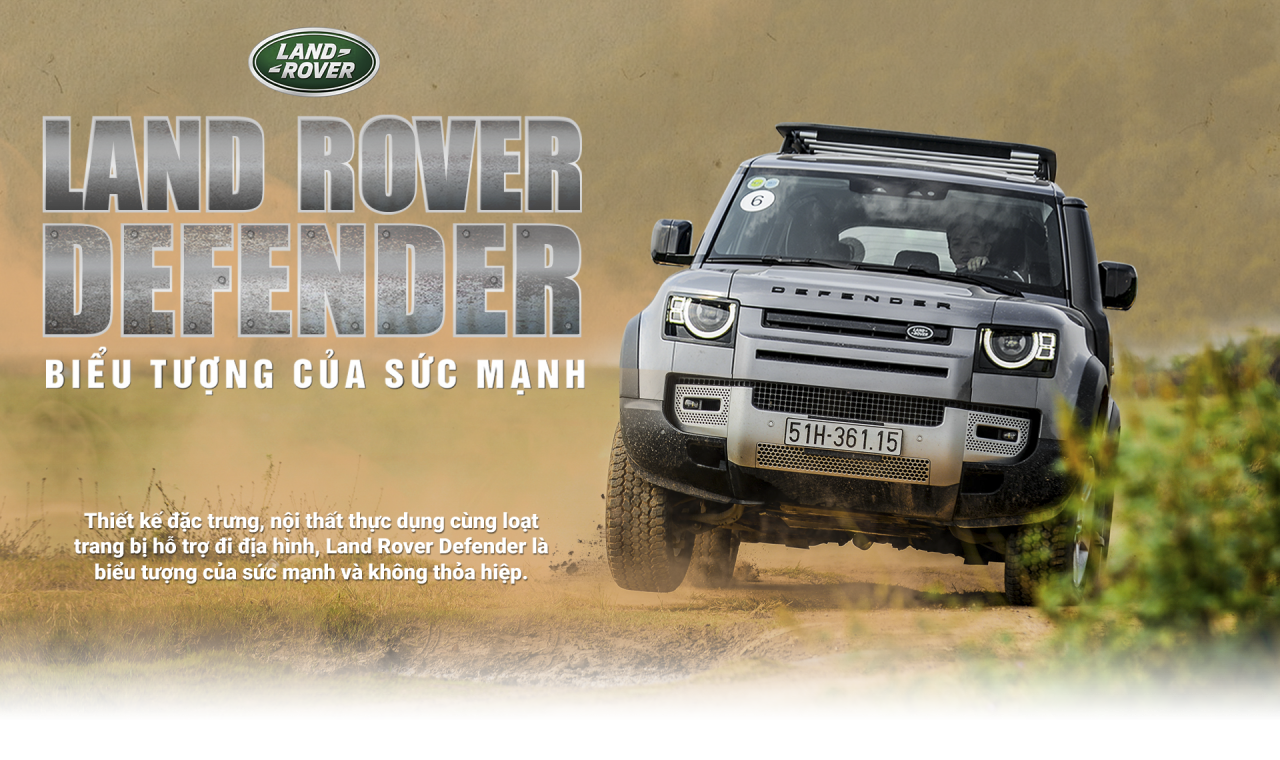 LAND
ROVER
LAND ROVER
DEFENDER
BIỂU TƯỢNG CỦA SỨC MẠNH
Thiết kế đặc trưng, nội thất thực dụng cùng loạt
trang bị hỗ trợ đi địa hình, Land Rover Defender là
biểu tượng của sức mạnh và không thỏa hiệp.
6
DEFENDER
LAND
ROVER
51H-361.15